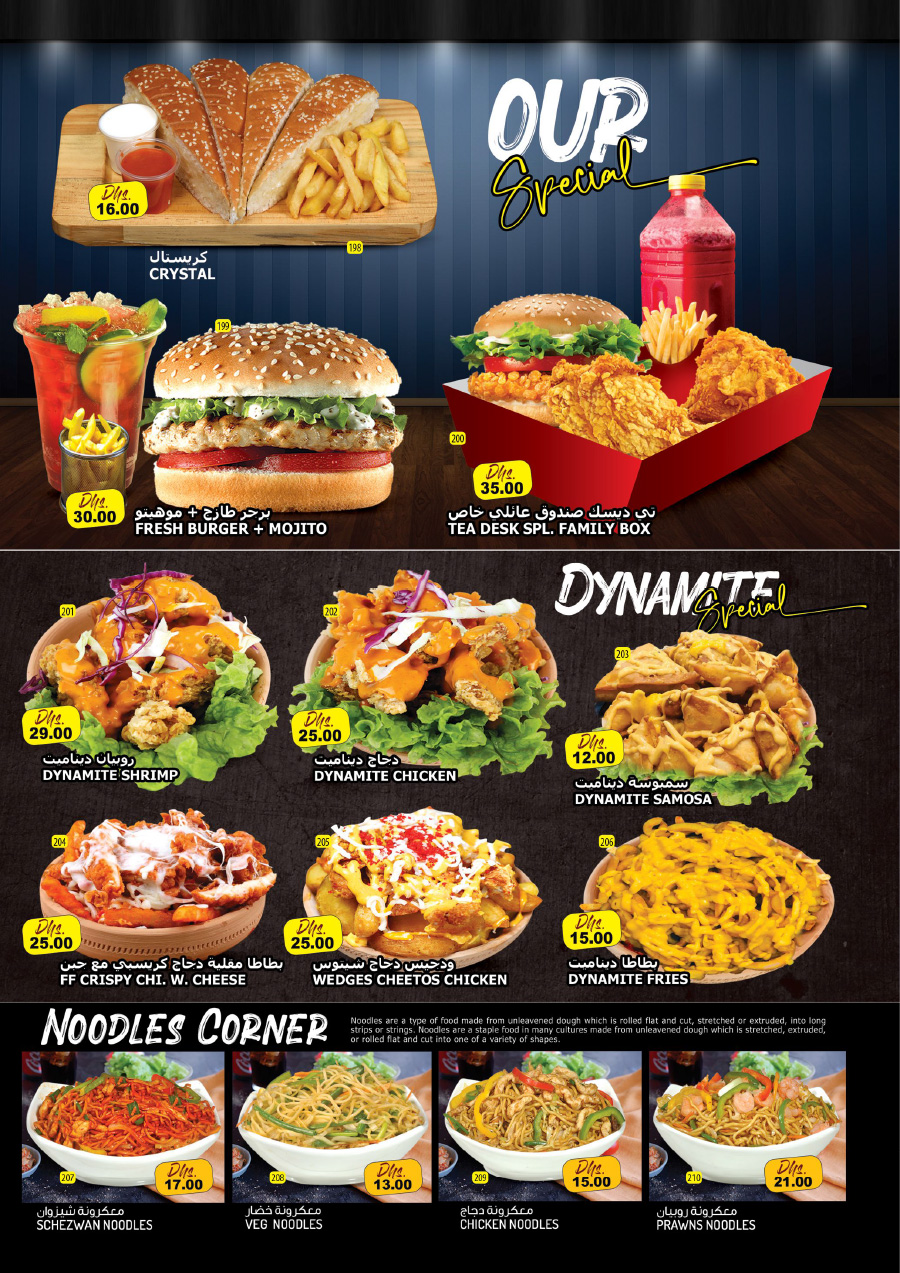 OUR
Special
Dhs.
16.00
198
كريستال
CRYSTAL
199
Dhs.
30.00
برجر طازج + موهيتو
FRESH BURGER + MOJITO
200
Dhs.
35.00
تي ديسك صندوق عائلي خاص
TEA DESK SPL. FAMILY BOX
DYNAMITE
Special
201
Dhs.
29.00
روبيان ديناميت
DYNAMITE SHRIMP
202
Dhs.
25.00
دجاج ديناميت
DYNAMITE CHICKEN
203
Dhs.
12.00
سمبوسة ديناميت
DYNAMITE SAMOSA
204
Dhs.
25.00
بطاطا مقلية دجاج كريسبي مع جبن
FF CRISPY CHI. W. CHEESE
205
Dhs.
25.00
ودجيس دجاج شيتوس
WEDGES CHEETOS CHICKEN
206
Dhs.
15.00
بطاطا ديناميت
DYNAMITE FRIES
NOODLES CORNER
Noodles are a type of food made from unleavened dough which is rolled flat and cut, stretched or extruded, into long
strips or strings. Noodles are a staple food in many cultures made from unleavened dough which is stretched, extruded,
or rolled flat and cut into one of a variety of shapes.
207
Dhs.
17.00
معكرونة شيزوان
SCHEZWAN NOODLES
208
Dhs.
13.00
معكرونة خضار
VEG NOODLES
209
Dhs.
15.00
معكرونة دجاج
CHICKEN NOODLES
210
Dhs.
21.00
معكرونة روبيان
PRAWNS NOODLES